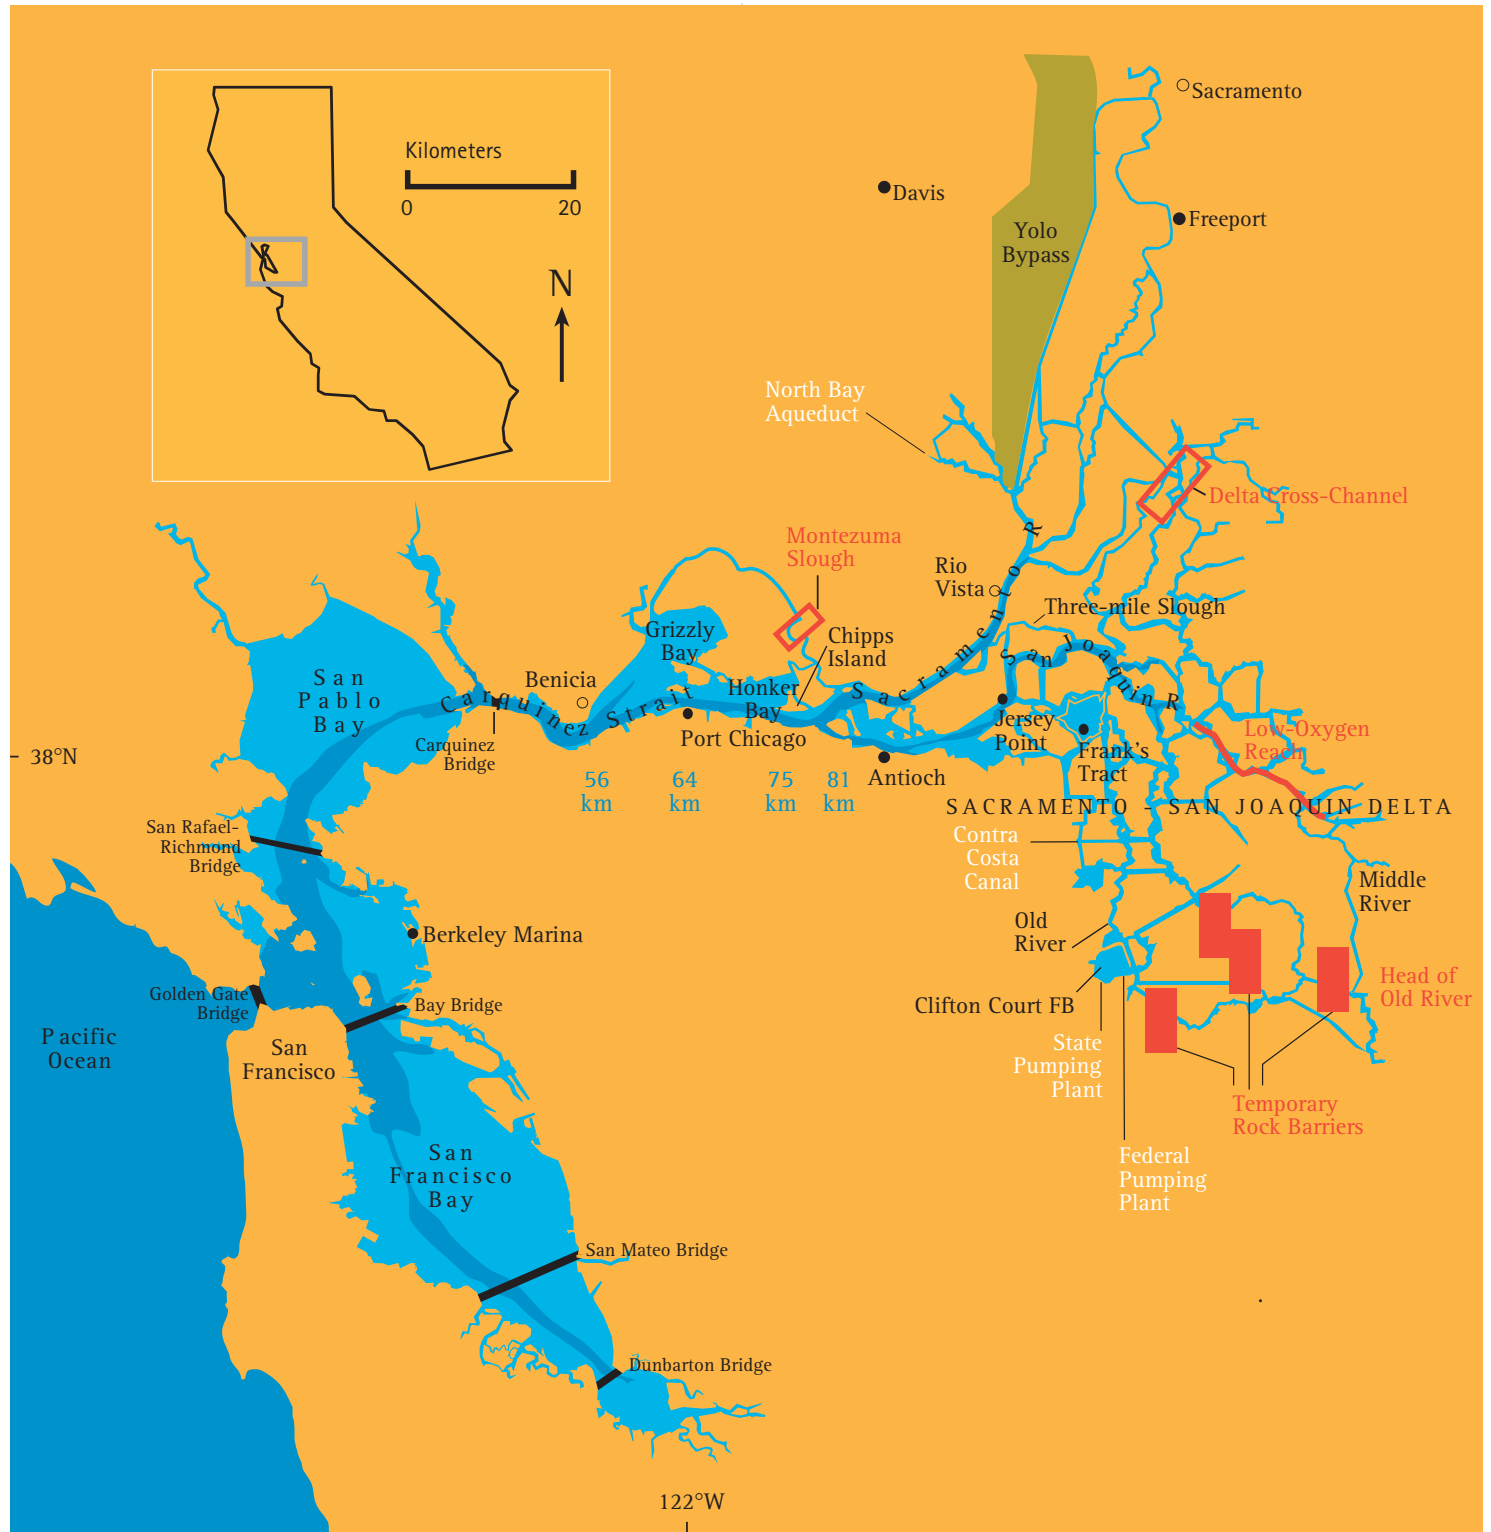 Kilometers
0
20
N
Sacramento
Davis
Freeport
Yolo
Bypass
North Bay
Aqueduct
Delta Cross-Channel
Montezuma
Slough
Rio
Vista
Three-mile Slough
Sacramento R
San Joaquin R
Grizzly
Bay
Chipps
Island
San
Pablo
Bay
Benicia
Carquinez Strait
Honker
Bay
Carquinez
Bridge
Port Chicago
Jersey
Point
Frank's
Tract
Low-Oxygen
Reach
38°N
56
km
64
km
75
km
81
km
Antioch
SACRAMENTO – SAN JOAQUIN DELTA
San Rafael-
Richmond
Bridge
Contra
Costa
Canal
Middle
River
Old
River
Berkeley Marina
Golden Gate
Bridge
Bay Bridge
Clifton Court FB
Head of
Old River
Pacific
Ocean
San
Francisco
State
Pumping
Plant
Temporary
Rock Barriers
San
Francisco
Bay
Federal
Pumping
Plant
San Mateo Bridge
Dunbarton Bridge
122°W